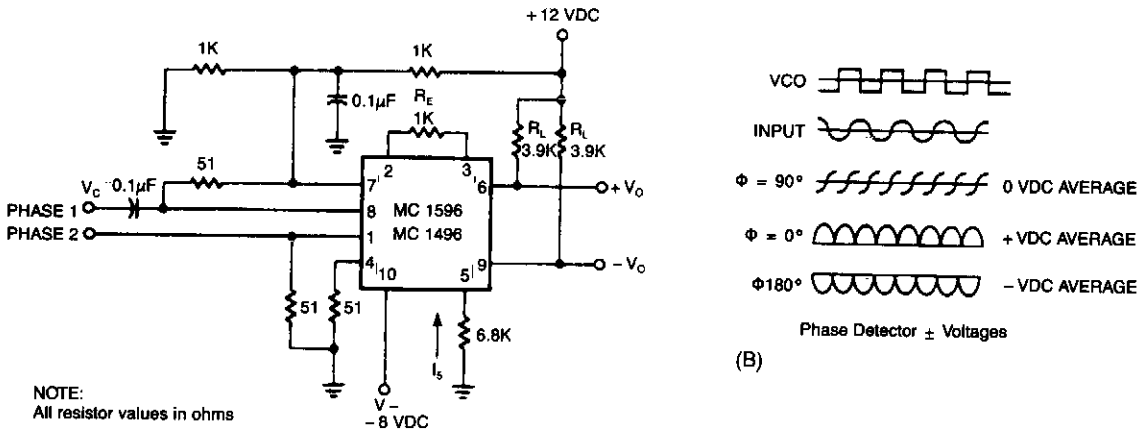 + 12 VDC
1K
1K
0.1µF
R_E
1K
R_L
3.9K
R_L
3.9K
51
V_C
0.1µF
PHASE 1
PHASE 2
2
3
7
6
8
MC 1596
1
MC 1496
4
10
5
9
+ V_O
- V_O
51
51
6.8K
I_5
V -
- 8 VDC
NOTE:
All resistor values in ohms
VCO
INPUT
Φ = 90° 0 VDC AVERAGE
Φ = 0° + VDC AVERAGE
Φ180° - VDC AVERAGE
Phase Detector ± Voltages
(B)